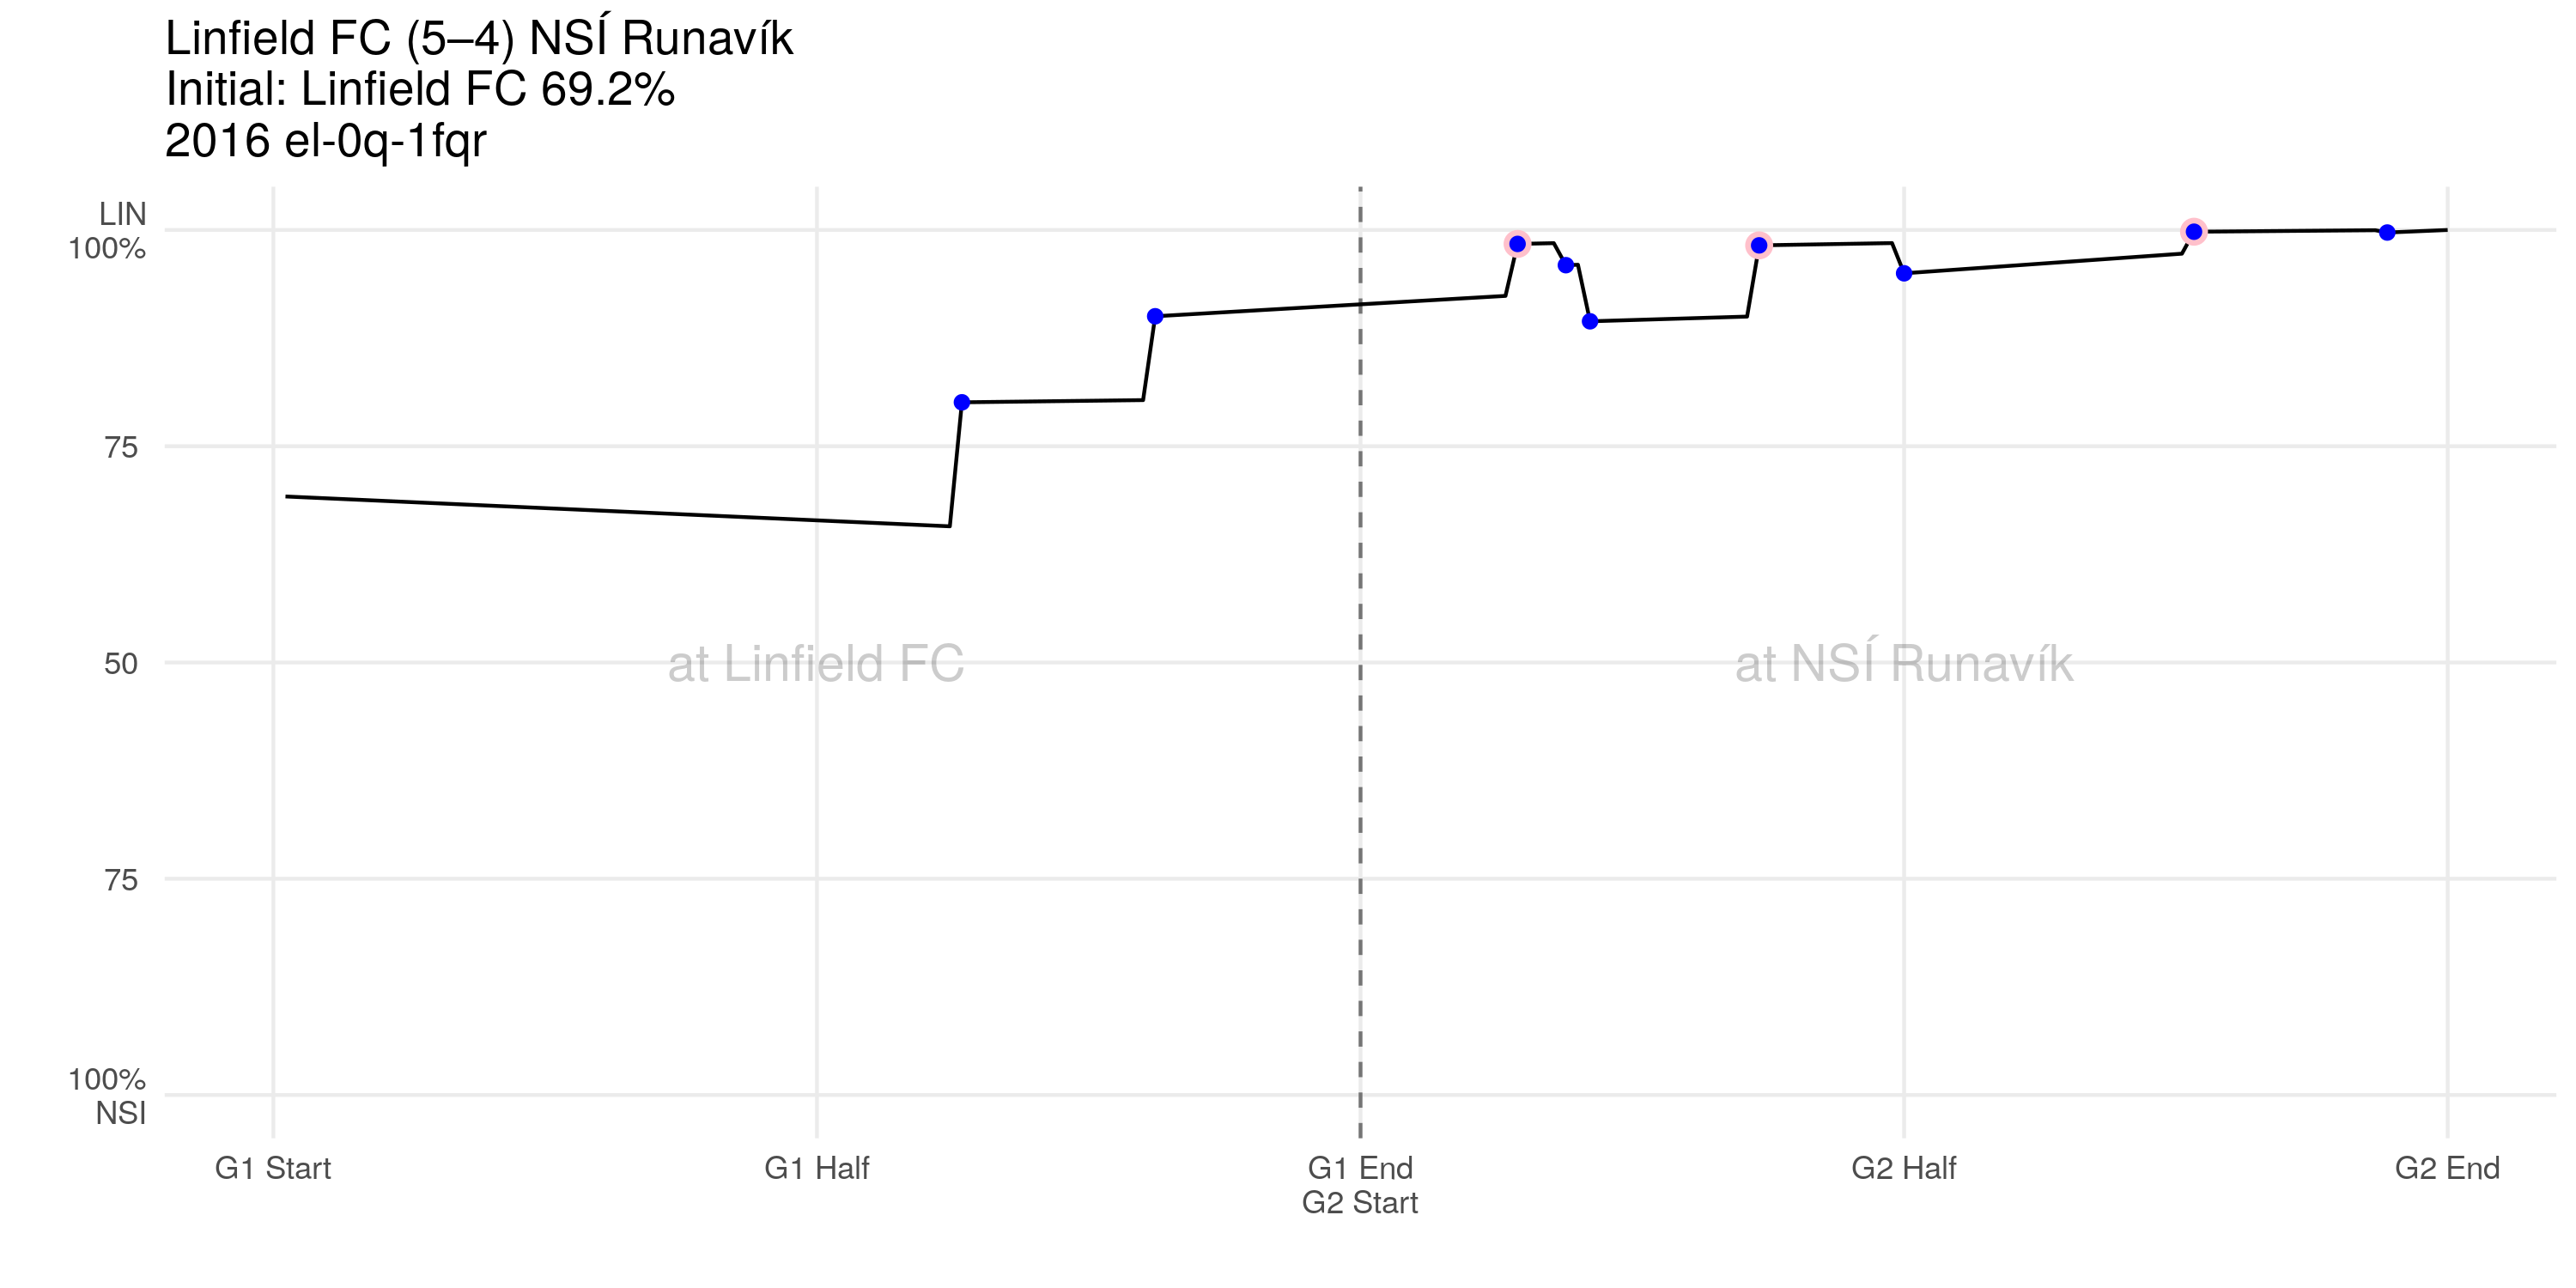 Linfield FC (5–4) NSÍ Runavík
Initial: Linfield FC 69.2%
2016 el-0q-1fqr
LIN
100%
75
50
75
100%
NSI
at Linfield FC
at NSÍ Runavík
G1 Start
G1 Half
G1 End
G2 Start
G2 Half
G2 End